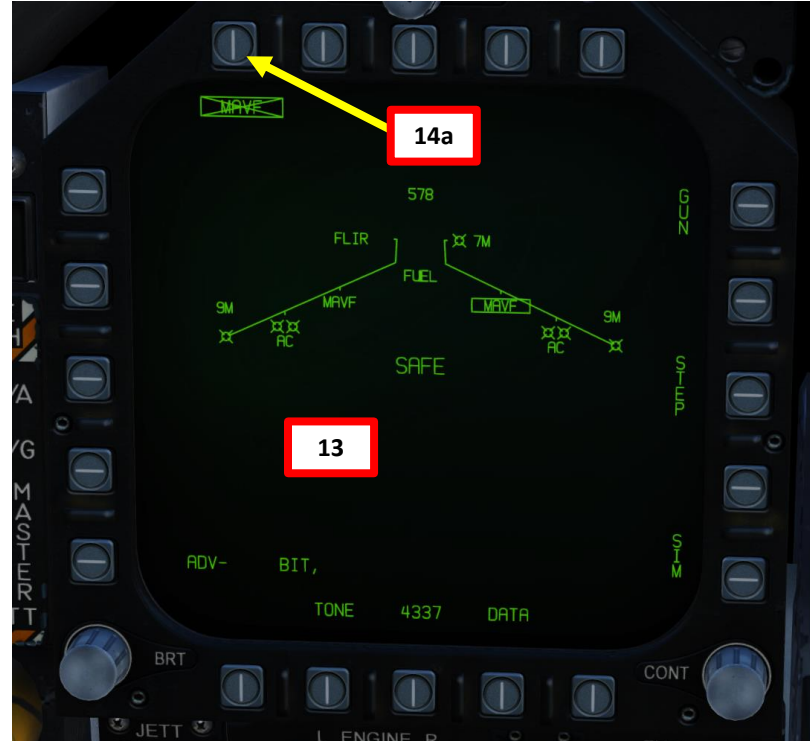 MAVF
14a
578
GUN
FLIR
7M
FUEL
9M
MAVF
MAVF
9M
AC
AC
SAFE
STEP
/A
13
/G
MASTER
SIM
ADV-
BIT,
TONE
4337
DATA
BRT
CONT
JETT
L ENGINE R